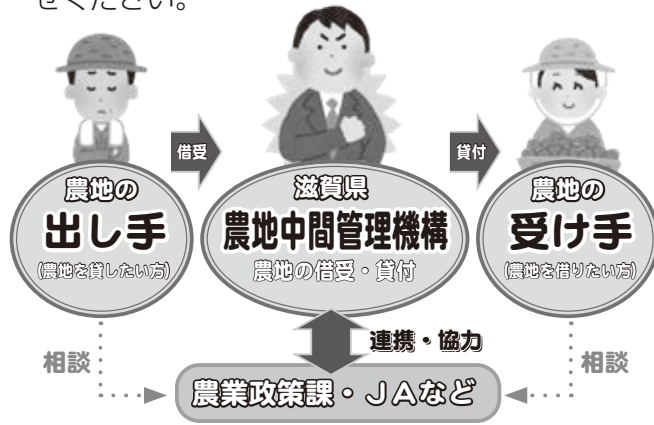 せください。
借受
貸付
農地の
出し手
(農地を貸したい方)
滋賀県
農地中間管理機構
農地の借受・貸付
農地の
受け手
(農地を借りたい方)
連携・協力
相談
相談
農業政策課・ＪＡなど